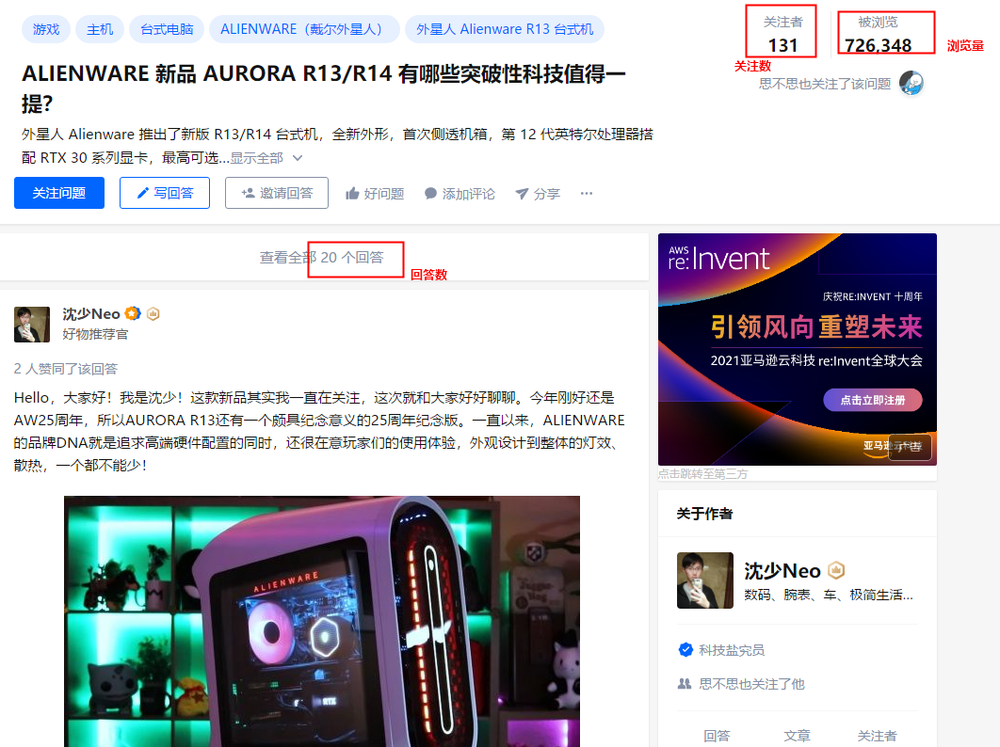 游戏 主机 台式电脑 ALIENWARE（戴尔外星人） 外星人 Alienware R13 台式机
ALIENWARE 新品 AURORA R13/R14 有哪些突破性科技值得一
提？
外星人 Alienware 推出了新版 R13/R14 台式机，全新外形，首次侧透机箱，第 12 代英特尔处理器搭
配 RTX 30 系列显卡，最高可选...显示全部
关注问题 写回答 邀请回答 好问题 添加评论 分享 ...
关注者 被浏览
131 726,348
浏览量
关注数
思不思也关注了该问题
查看全部 20 个回答
回答数
沈少Neo
好物推荐官
2 人赞同了该回答
Hello，大家好！我是沈少！这款新品其实我一直在关注，这次就和大家好好聊聊。今年刚好还是
AW25周年，所以AURORA R13还有一个颇具纪念意义的25周年纪念版。一直以来，ALIENWARE
的品牌DNA就是追求高端硬件配置的同时，还很在意玩家们的使用体验，外观设计到整体的灯效、
散热，一个都不能少！
ALIENWARE
RTX
AWS
re:Invent
庆祝RE:INVENT 十周年
引领风向 重塑未来
2021亚马逊云科技 re:Invent全球大会
点击立即注册
亚马逊云科技
广告
点击跳转至第三方
关于作者
沈少Neo
数码、腕表、车、极简生活...
科技盐究员
思不思也关注了他
回答 文章 关注者